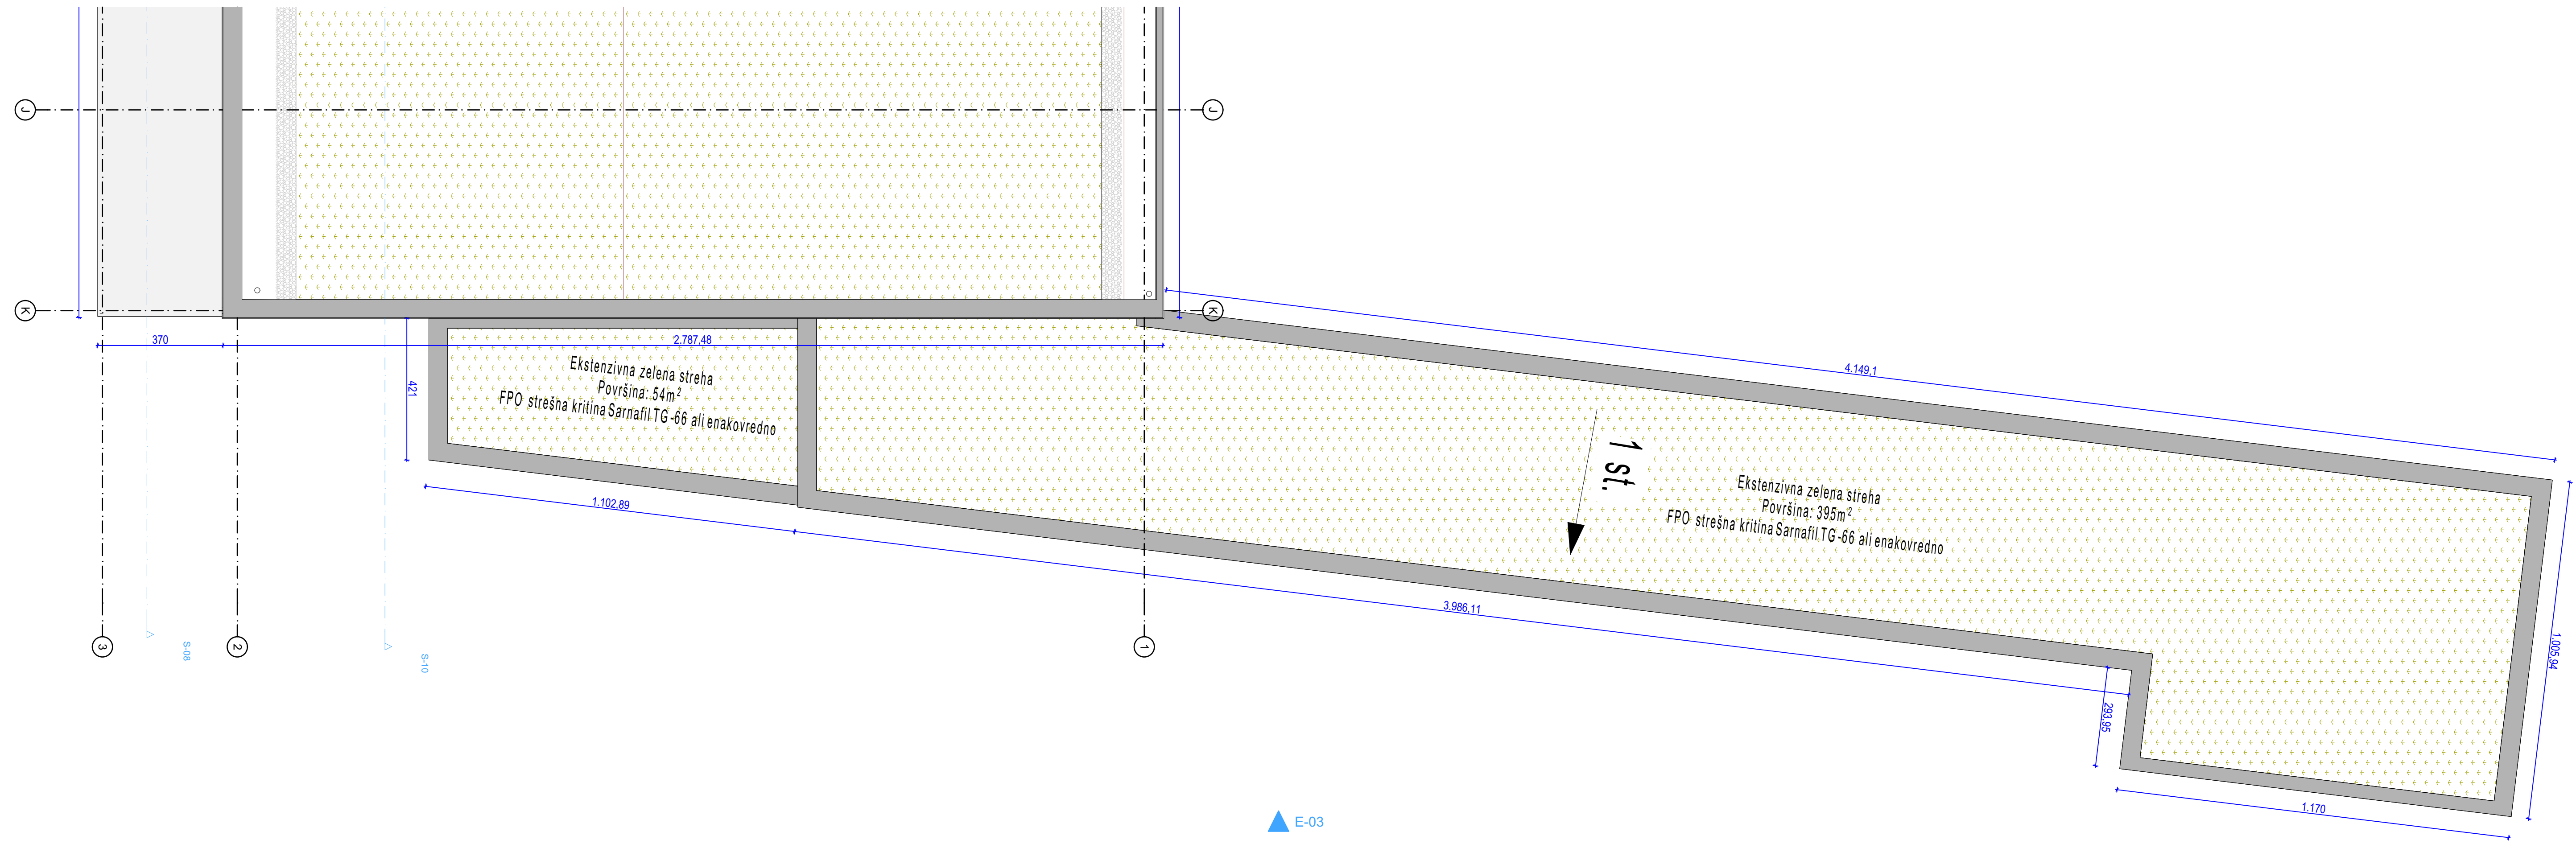 J
J
K
K
370
2.787,48
421
Ekstenzivna zelena streha
Površina: 54m²
FPO strešna kritina Sarnafil TG-66 ali enakovredno
4.149,1
1 st.
Ekstenzivna zelena streha
Površina: 395m²
FPO strešna kritina Sarnafil TG-66 ali enakovredno
1.102,89
3.986,11
1.005,94
293,95
1.170
3
S-08
2
S-10
1
E-03